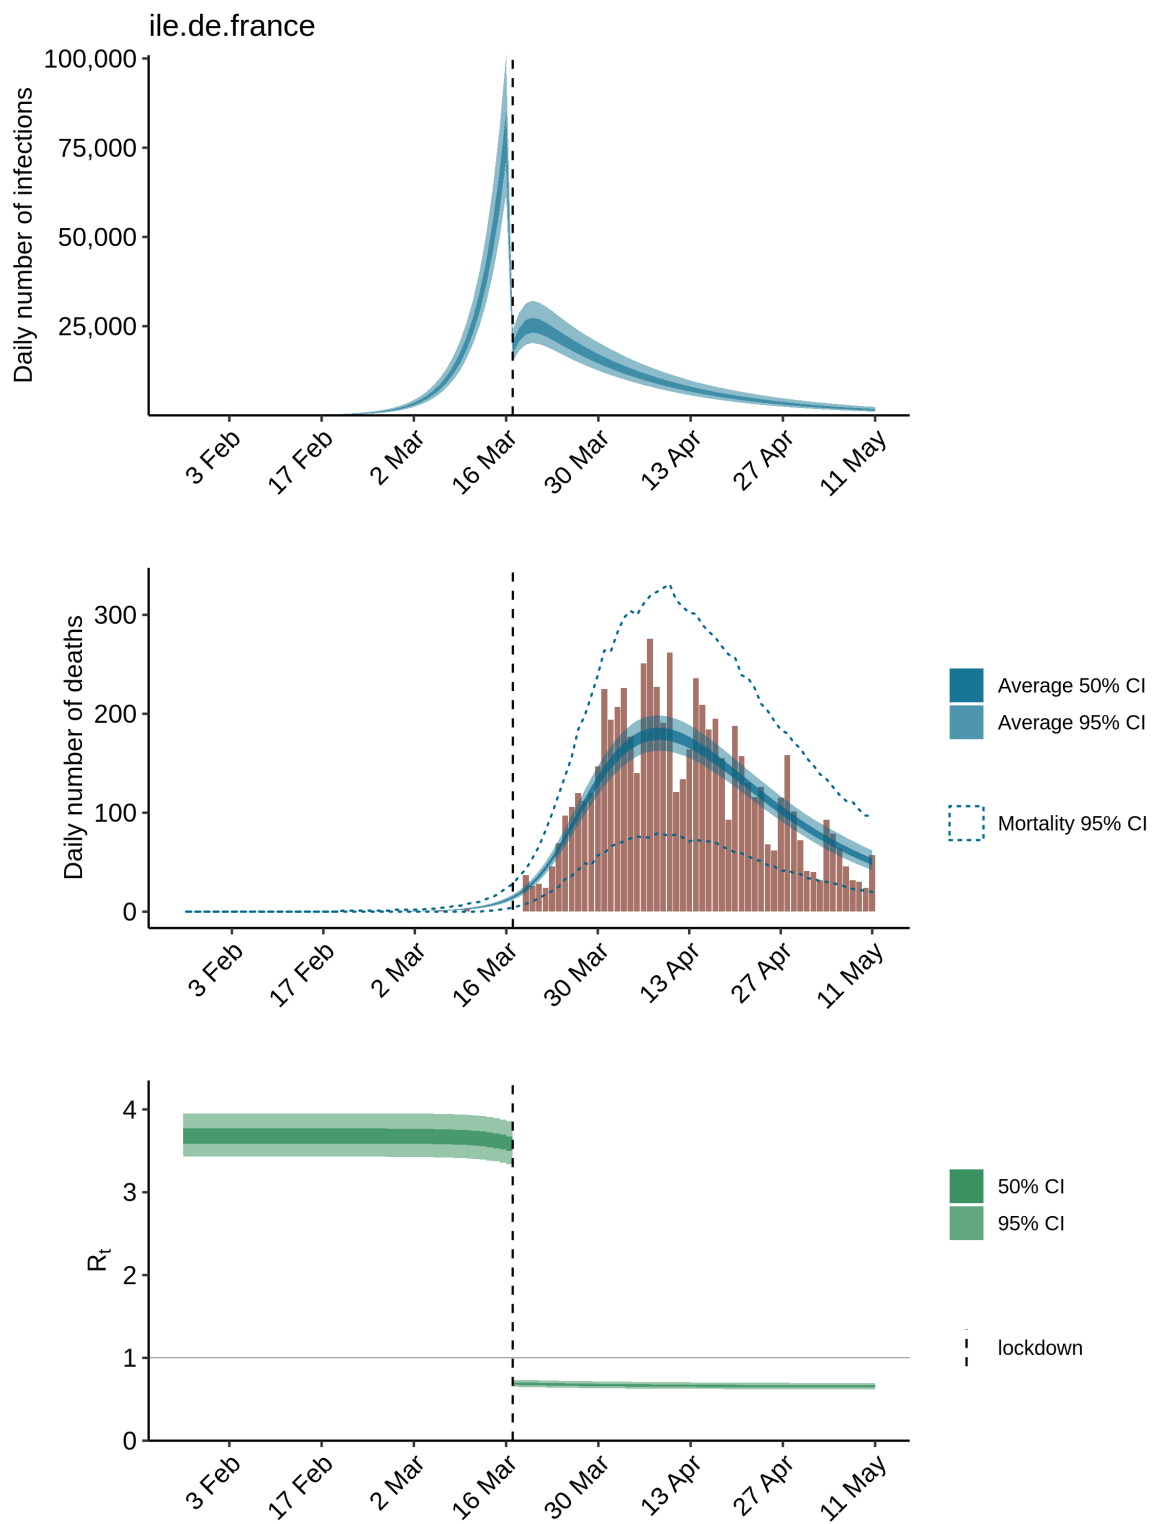 ile.de.france
Daily number of infections
100,000
75,000
50,000
25,000
3 Feb
17 Feb
2 Mar
16 Mar
30 Mar
13 Apr
27 Apr
11 May
Daily number of deaths
300
200
100
0
3 Feb
17 Feb
2 Mar
16 Mar
30 Mar
13 Apr
27 Apr
11 May
Average 50% CI
Average 95% CI
Mortality 95% CI
Rt
4
3
2
1
0
3 Feb
17 Feb
2 Mar
16 Mar
30 Mar
13 Apr
27 Apr
11 May
50% CI
95% CI
lockdown